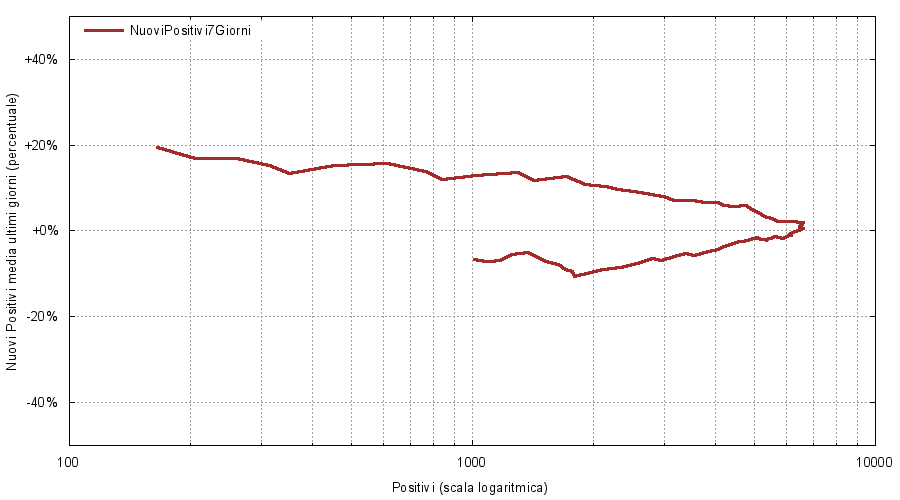 NuoviPositivi7Giorni
+40%
+20%
+0%
-20%
-40%
Nuovi Positivi media ultimi giorni (percentuale)
100
1000
10000
Positivi (scala logaritmica)